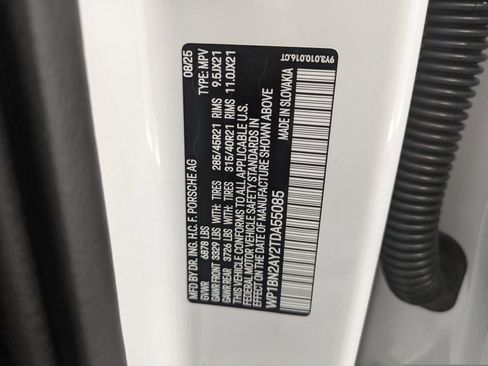 MFD BY DR. ING. H.C. F. PORSCHE AG 08/25
GVWR 6878 LBS TYPE: MPV
GAWR FRONT 3329 LBS WITH: TIRES 285/45R21 RIMS 9.5JX21
GAWR REAR 3726 LBS WITH: TIRES 315/40R21 RIMS 11.0JX21
THIS VEHICLE CONFORMS TO ALL APPLICABLE U.S.
FEDERAL MOTOR VEHICLE SAFETY STANDARDS IN
EFFECT ON THE DATE OF MANUFACTURE SHOWN ABOVE
WP1BN2AY2TDA55085 MADE IN SLOVAKIA
9Y3.010.016.CT